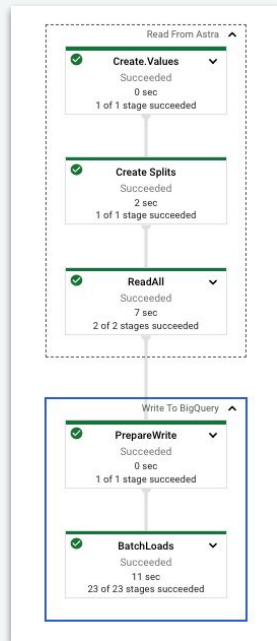 Read From Astra
Create.Values
Succeeded
0 sec
1 of 1 stage succeeded
Create Splits
Succeeded
2 sec
1 of 1 stage succeeded
ReadAll
Succeeded
7 sec
2 of 2 stages succeeded
Write To BigQuery
PrepareWrite
Succeeded
0 sec
1 of 1 stage succeeded
BatchLoads
Succeeded
11 sec
23 of 23 stages succeeded